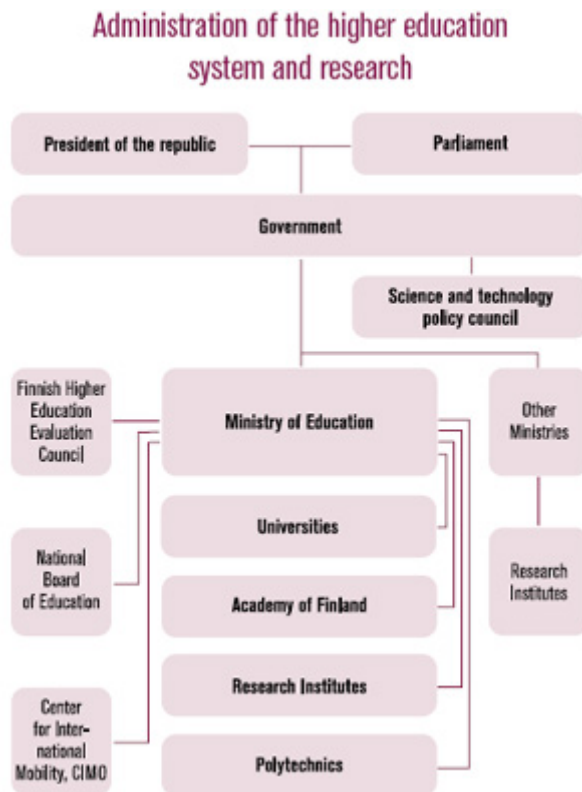 Administration of the higher education
system and research
President of the republic
Parliament
Government
Science and technology
policy council
Finnish Higher
Education
Evaluation
Council
Ministry of Education
Other
Ministries
Universities
National
Board
of Education
Academy of Finland
Research
Institutes
Research Institutes
Center
for Inter-
national
Mobility, CIMO
Polytechnics